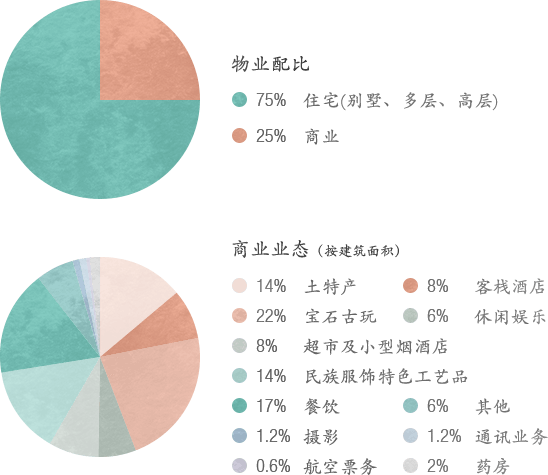 物业配比
75% 住宅(别墅、多层、高层)
25% 商业
商业业态 (按建筑面积)
14% 土特产 8% 客栈酒店
22% 宝石古玩 6% 休闲娱乐
8% 超市及小型烟酒店
14% 民族服饰特色工艺品
17% 餐饮 6% 其他
1.2% 摄影 1.2% 通讯业务
0.6% 航空票务 2% 药房